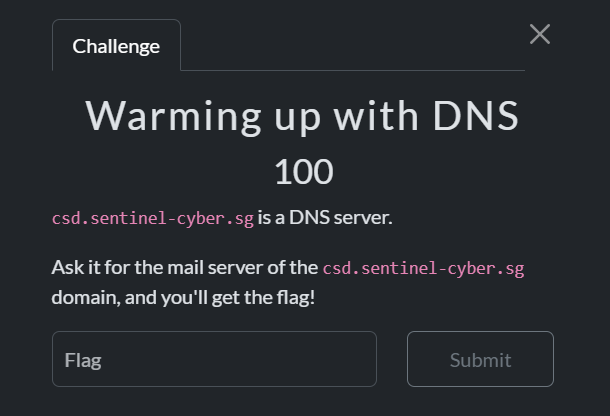 Challenge
Warming up with DNS
100
csd.sentinel-cyber.sg is a DNS server.
Ask it for the mail server of the csd.sentinel-cyber.sg
domain, and you'll get the flag!
Flag
Submit